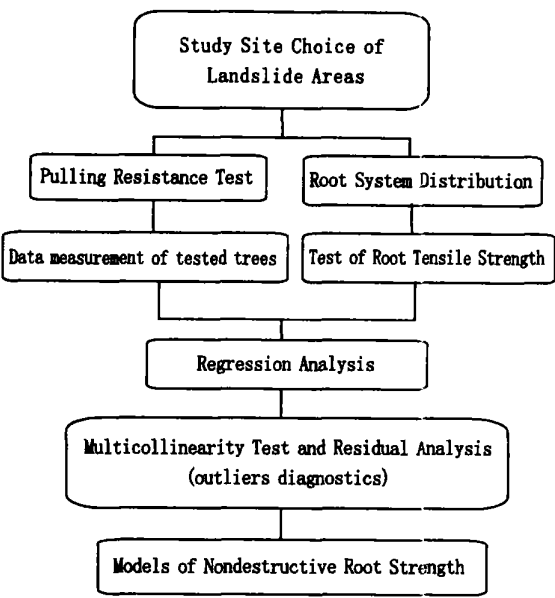 Study Site Choice of
Landslide Areas
Pulling Resistance Test
Root System Distribution
Data measurement of tested trees
Test of Root Tensile Strength
Regression Analysis
Multicollinearity Test and Residual Analysis
(outliers diagnostics)
Models of Nondestructive Root Strength